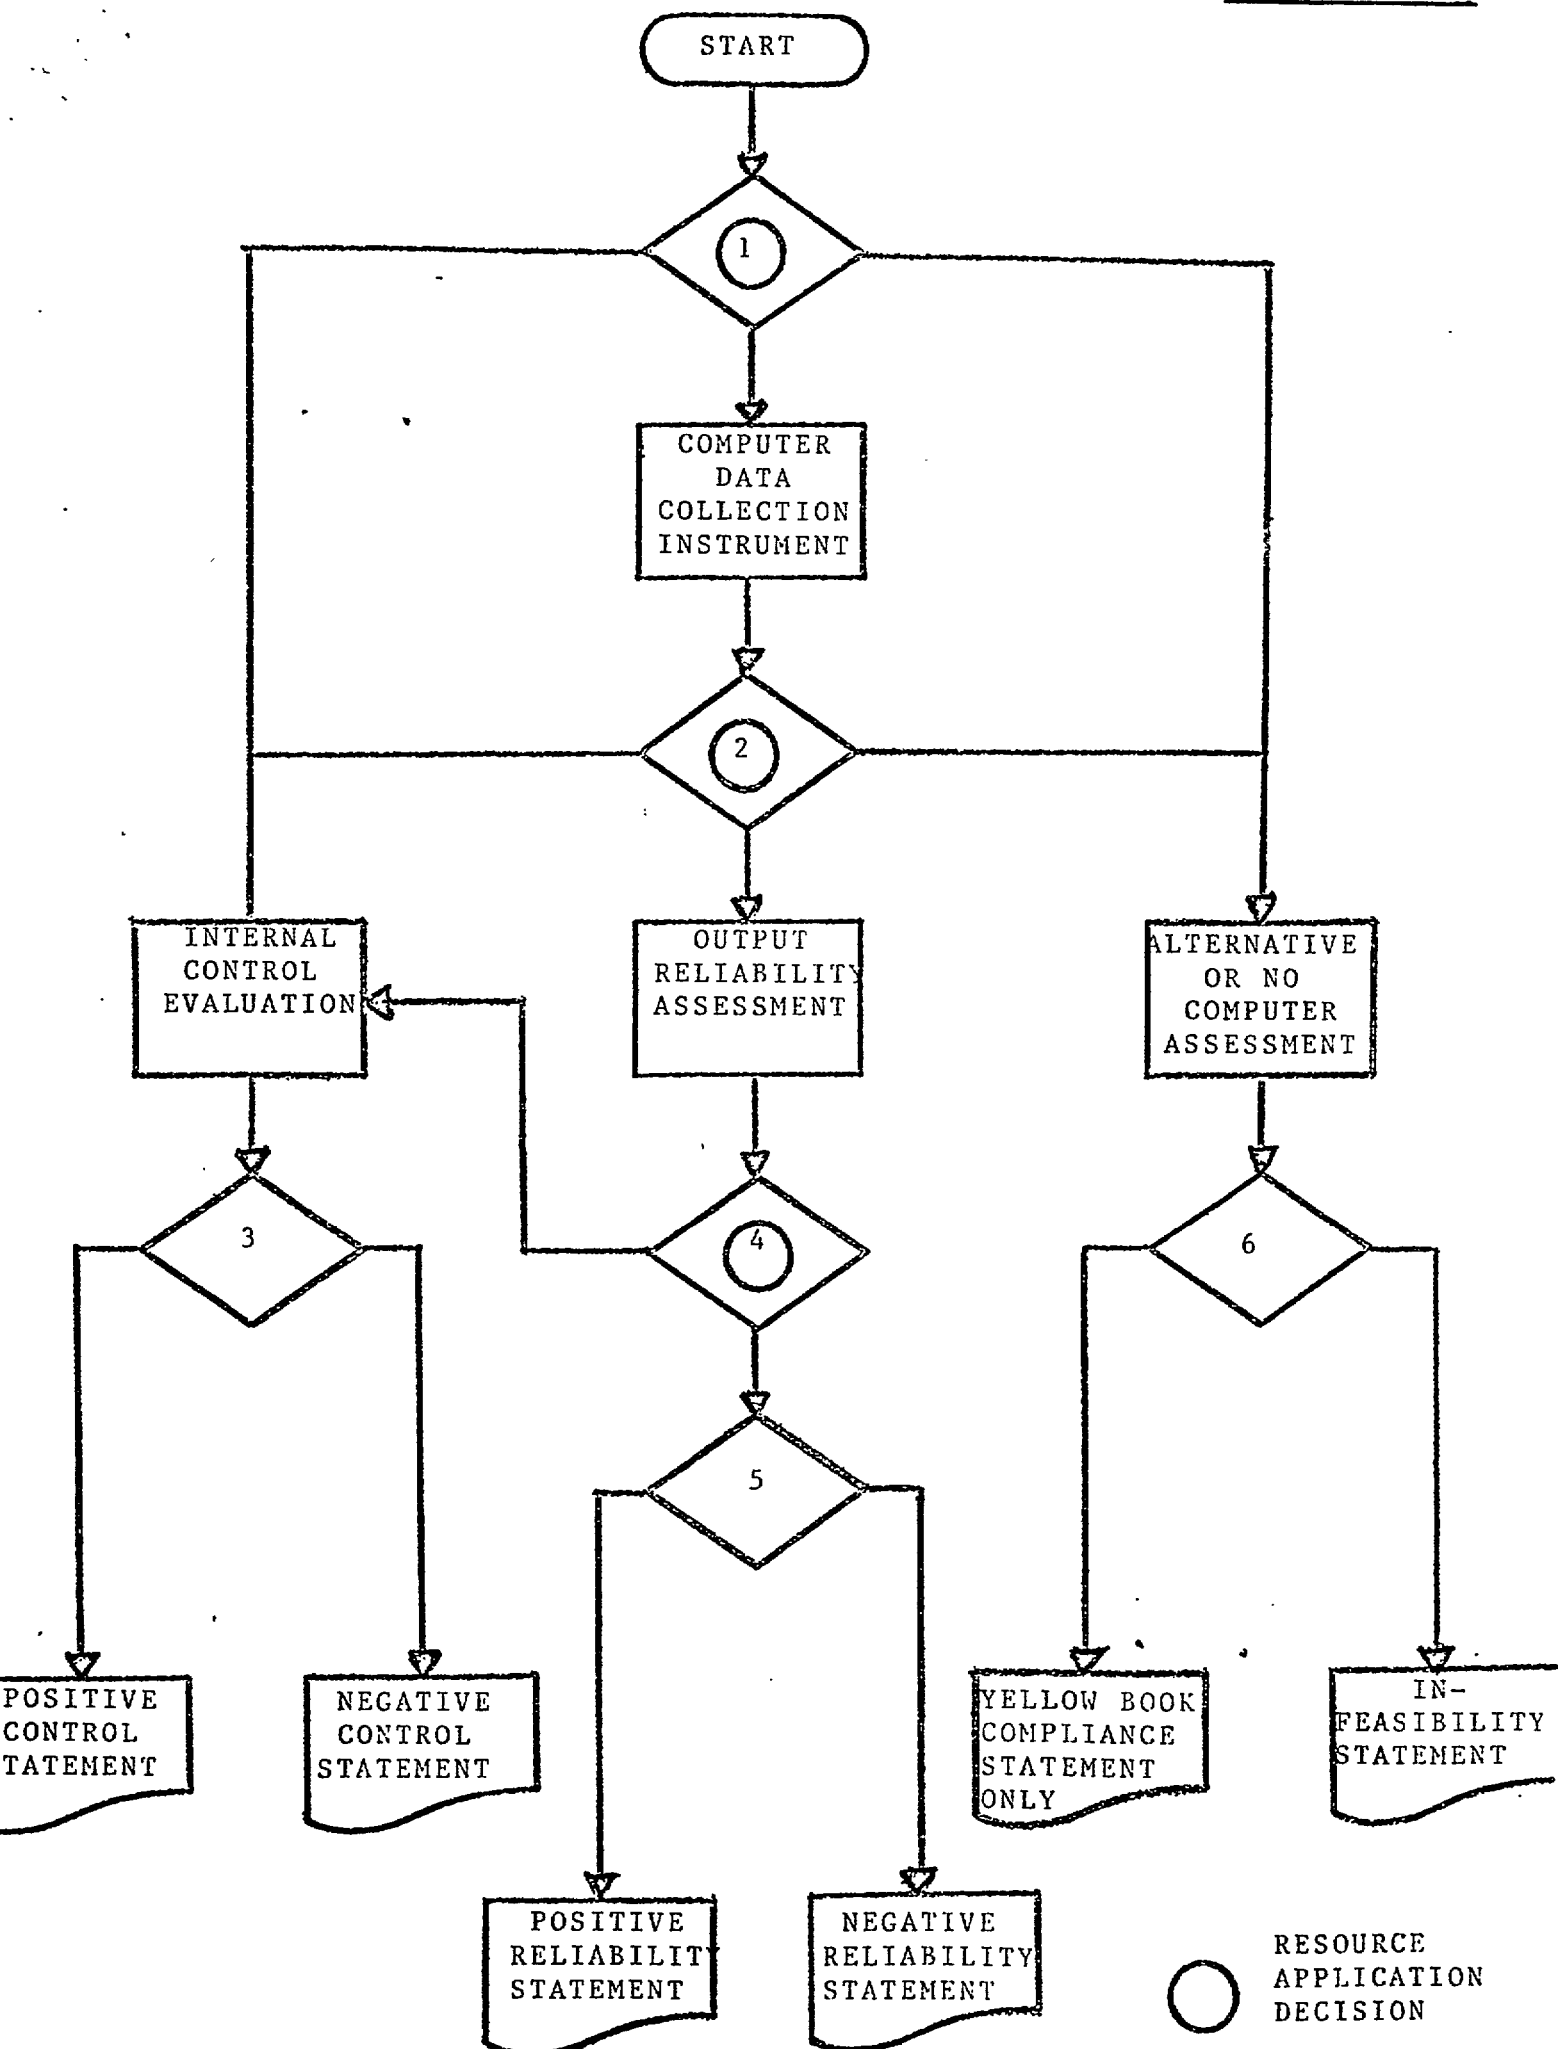 START
1
COMPUTER
DATA
COLLECTION
INSTRUMENT
2
INTERNAL
CONTROL
EVALUATION
OUTPUT
RELIABILITY
ASSESSMENT
ALTERNATIVE
OR NO
COMPUTER
ASSESSMENT
3
4
6
5
POSITIVE
CONTROL
TATEMENT
NEGATIVE
CONTROL
STATEMENT
YELLOW BOOK
COMPLIANCE
STATEMENT
ONLY
IN-
FEASIBILITY
STATEMENT
POSITIVE
RELIABILITY
STATEMENT
NEGATIVE
RELIABILITY
STATEMENT
RESOURCE
APPLICATION
DECISION